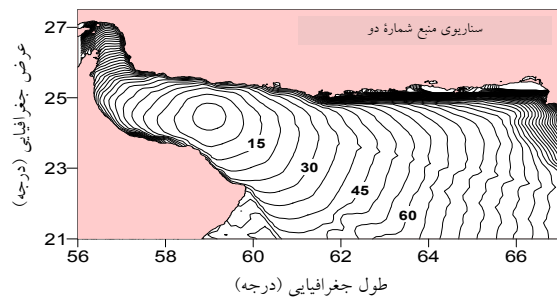 سناریوی منبع شمارهٔ دو
عرض جغرافیایی (درجه)
27
25
23
21
15
30
45
60
56 58 60 62 64 66
طول جغرافیایی (درجه)